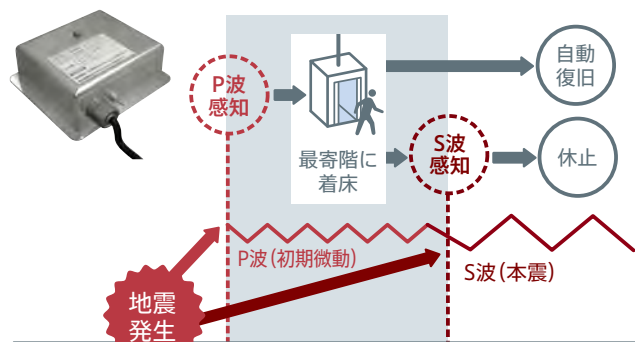 P波
感知
最寄階に
着床
自動
復旧
S波
感知
休止
P波(初期微動)
S波(本震)
地震
発生